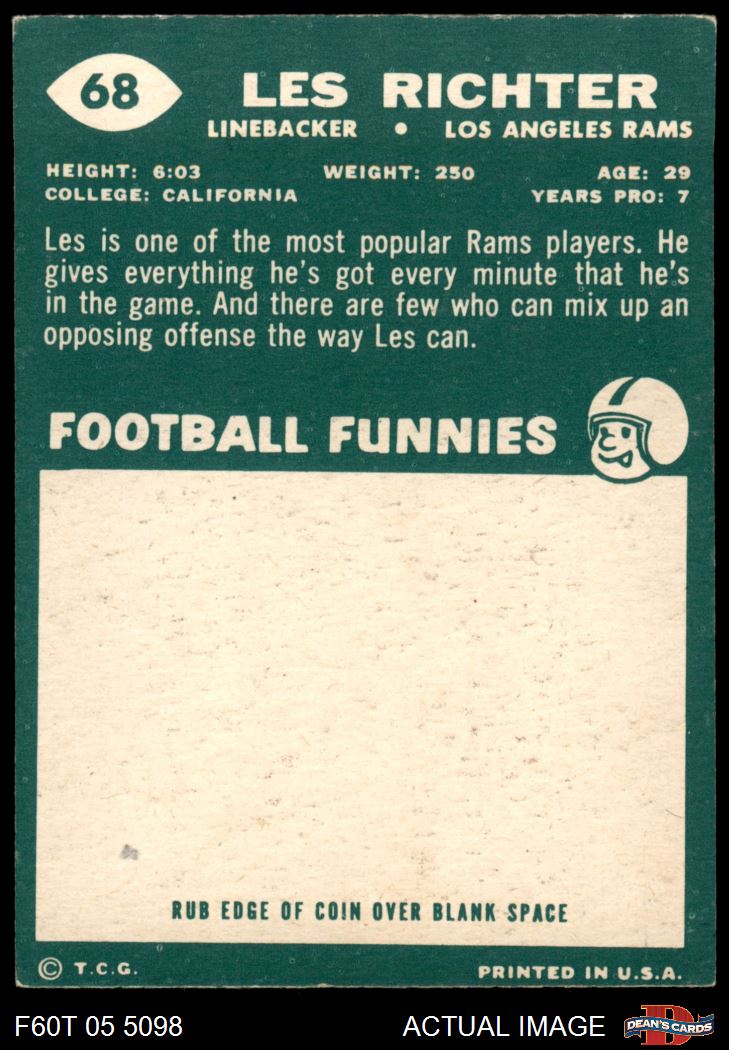 68
LES RICHTER
LINEBACKER • LOS ANGELES RAMS
HEIGHT: 6:03 WEIGHT: 250 AGE: 29
COLLEGE: CALIFORNIA YEARS PRO: 7
Les is one of the most popular Rams players. He
gives everything he's got every minute that he's
in the game. And there are few who can mix up an
opposing offense the way Les can.
FOOTBALL FUNNIES
RUB EDGE OF COIN OVER BLANK SPACE
© T.C.G. PRINTED IN U.S.A.
F60T 05 5098 ACTUAL IMAGE
D
DEAN'S CARDS